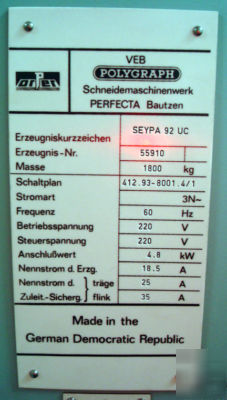 VEB
POLYGRAPH
Schneidemaschinenwerk
PERFECTA Bautzen
Erzeugniskurzzeichen SEYPA 92 UC
Erzeugnis-Nr. 55910
Masse 1800 kg
Schaltplan 412.93-8001.4/1
Stromart 3N~
Frequenz 60 Hz
Betriebsspannung 220 V
Steuerspannung 220 V
Anschlußwert 4.8 kW
Nennstrom d. Erzg. 18.5 A
Nennstrom d. } träge 25 A
Zuleit.-Sicherg. } flink 35 A
Made in the
German Democratic Republic